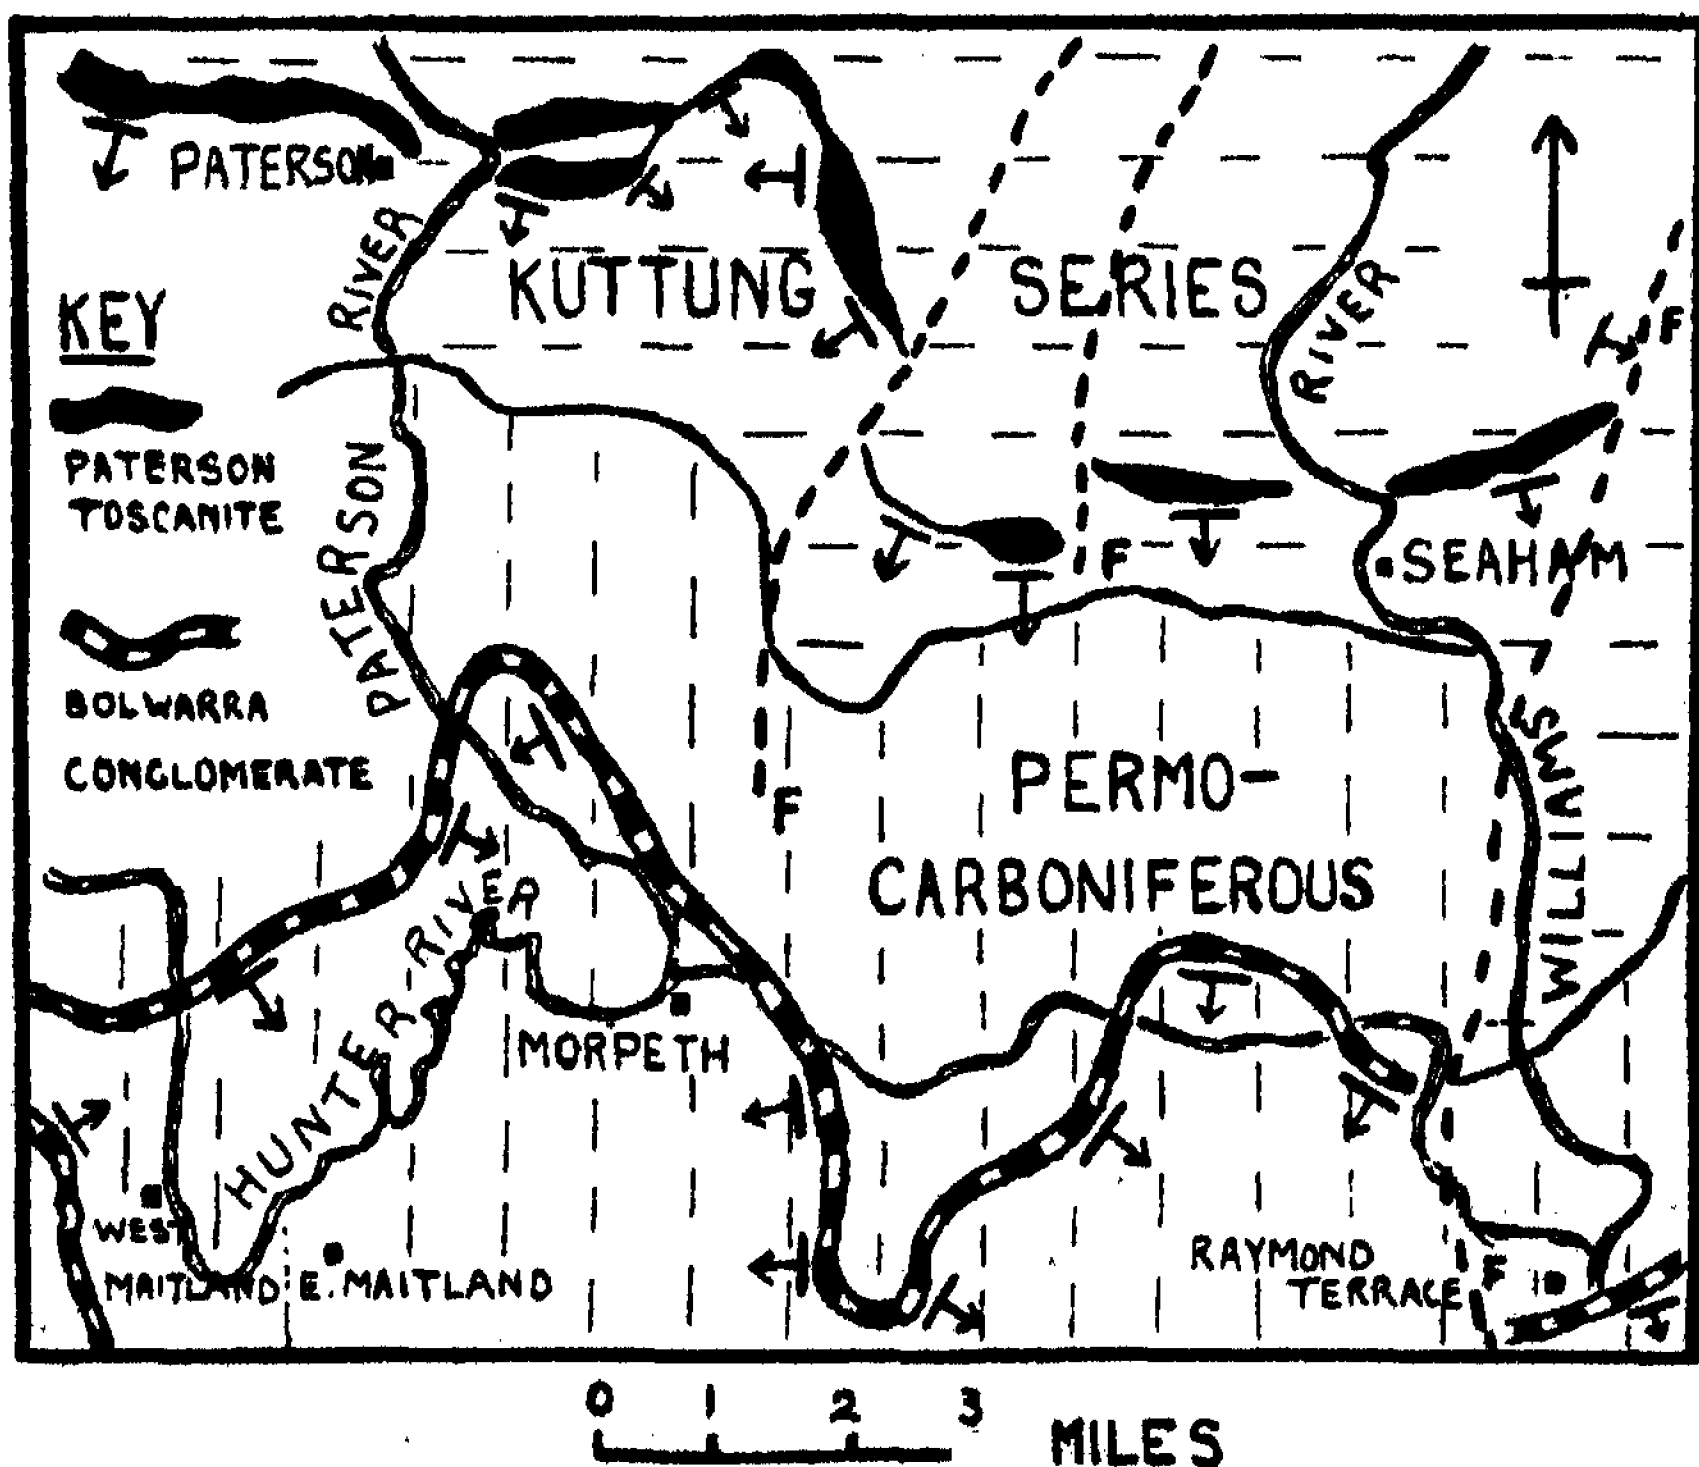 PATERSON
RIVER
KUTTUNG SERIES
RIVER
F
KEY
PATERSON
TOSCANITE
PATERSON
F
SEAHAM
BOLWARRA
CONGLOMERATE
F
PERMO-
CARBONIFEROUS
WILLIAMS
HUNTER RIVER
MORPETH
WEST
MAITLAND
E. MAITLAND
RAYMOND
TERRACE
F
0 1 2 3
MILES